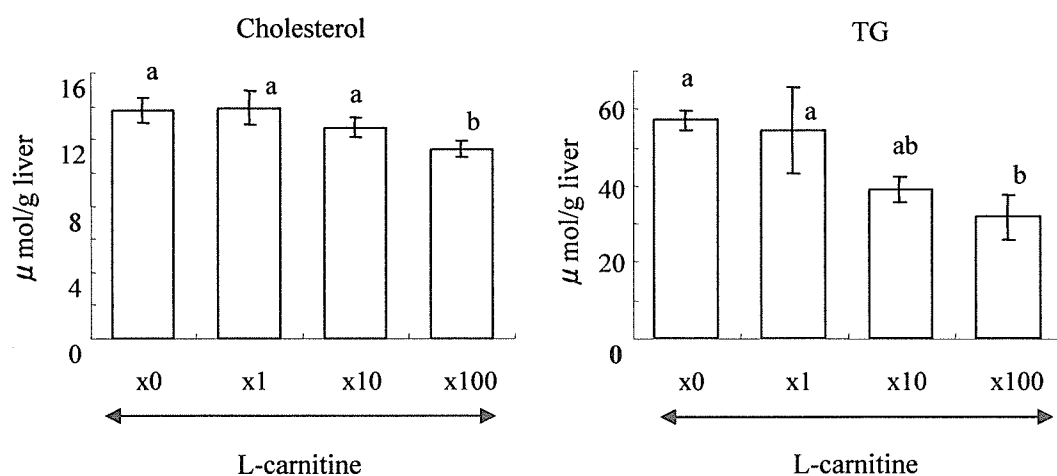 Cholesterol
μ mol/g liver
16
12
8
4
0
a
a
a
b
x0
x1
x10
x100
L-carnitine
TG
μ mol/g liver
60
40
20
0
a
a
ab
b
x0
x1
x10
x100
L-carnitine